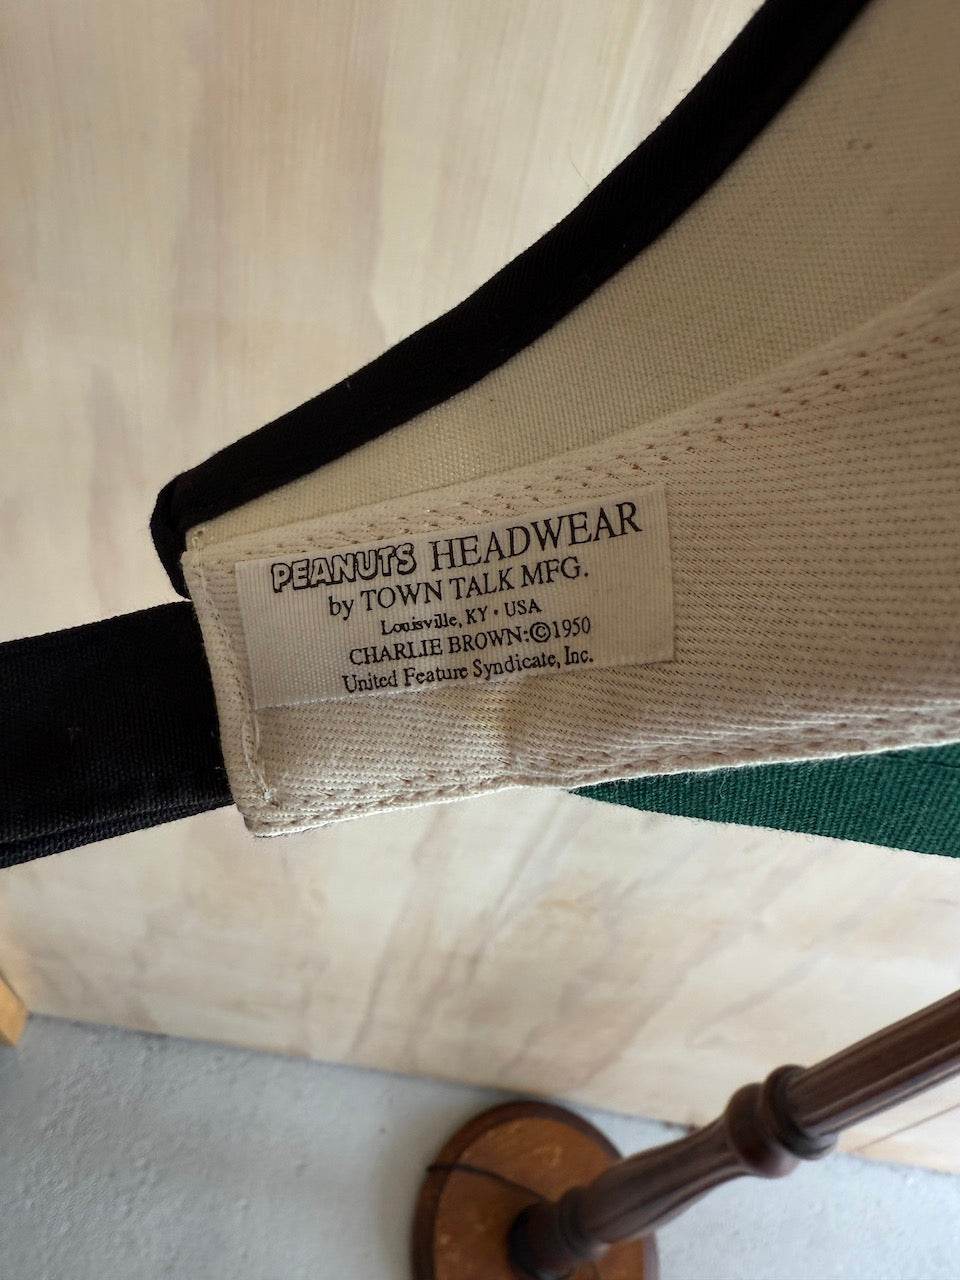 PEANUTS HEADWEAR
by TOWN TALK MFG.
Louisville, KY • USA
CHARLIE BROWN:©1950
United Feature Syndicate, Inc.